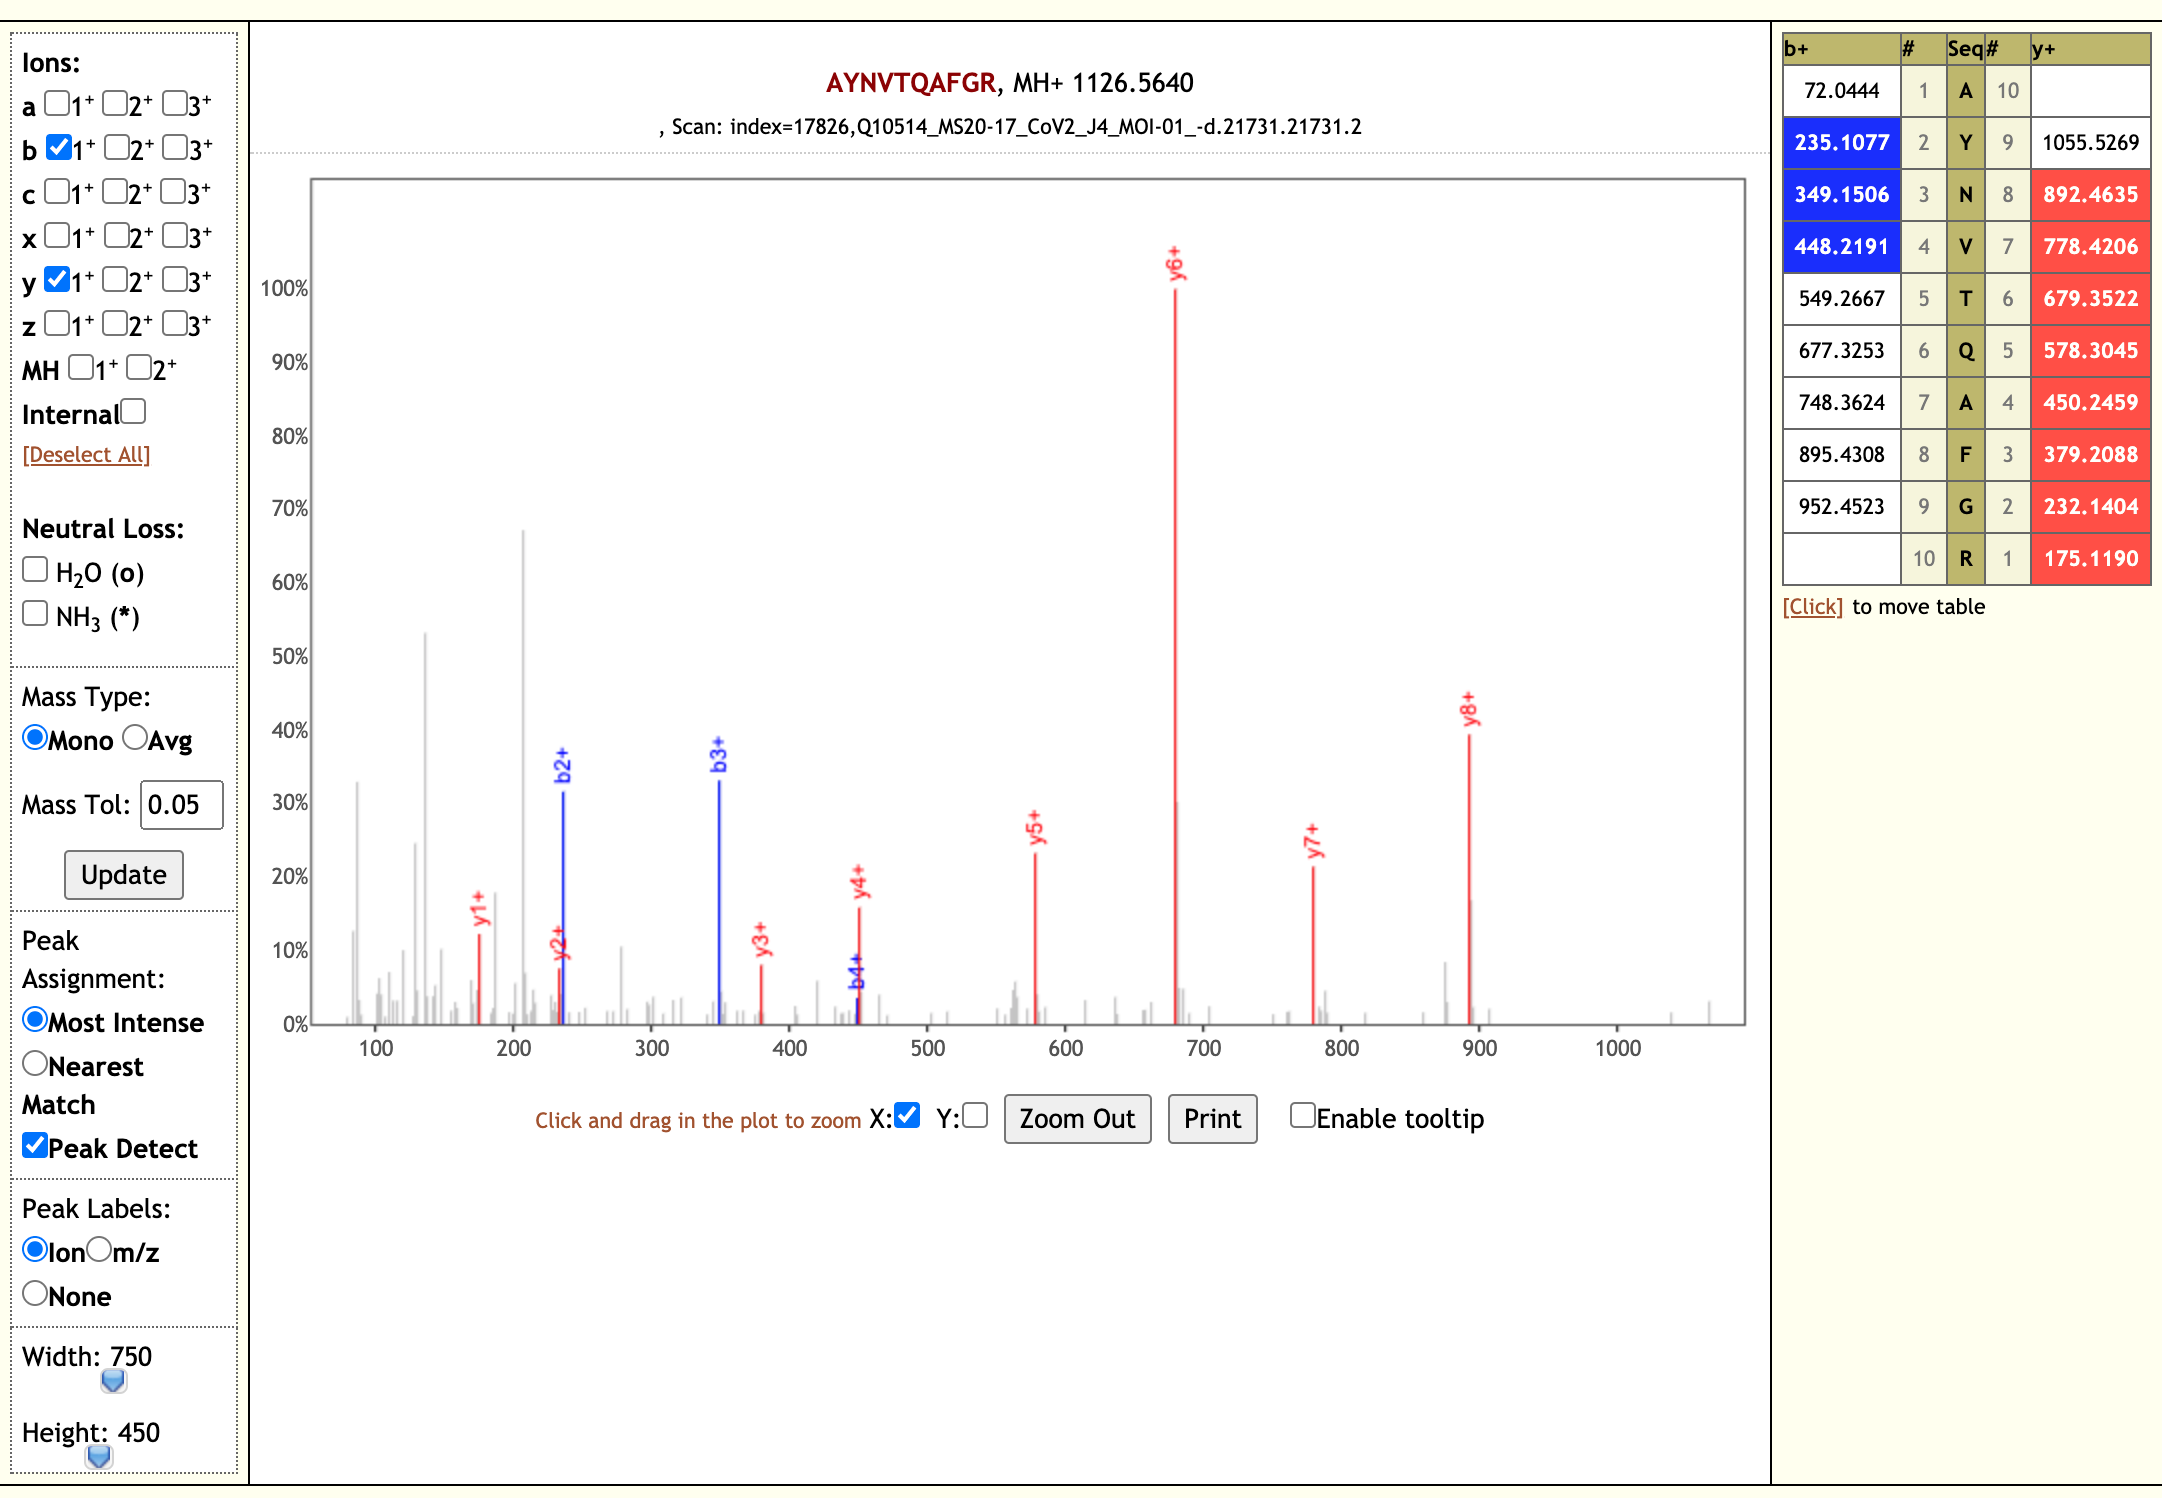 Ions:
a 1+ 2+ 3+
b 1+ 2+ 3+
c 1+ 2+ 3+
x 1+ 2+ 3+
y 1+ 2+ 3+
z 1+ 2+ 3+
MH 1+ 2+
Internal
[Deselect All]
Neutral Loss:
H2O (o)
NH3 (*)
Mass Type:
Mono Avg
Mass Tol: 0.05
Update
Peak
Assignment:
Most Intense
Nearest
Match
Peak Detect
Peak Labels:
Ion m/z
None
Width: 750
Height: 450
AYNVTQAFGR, MH+ 1126.5640
, Scan: index=17826,Q10514_MS20-17_CoV2_J4_MOI-01_-d.21731.21731.2
100%
90%
80%
70%
60%
50%
40%
30%
20%
10%
0%
y1+
y2+
b2+
b3+
y3+
b4+
y4+
y5+
y6+
y7+
y8+
100 200 300 400 500 600 700 800 900 1000
Click and drag in the plot to zoom X: Y: Zoom Out Print Enable tooltip
b+ # Seq # y+
72.0444 1 A 10
235.1077 2 Y 9 1055.5269
349.1506 3 N 8 892.4635
448.2191 4 V 7 778.4206
549.2667 5 T 6 679.3522
677.3253 6 Q 5 578.3045
748.3624 7 A 4 450.2459
895.4308 8 F 3 379.2088
952.4523 9 G 2 232.1404
10 R 1 175.1190
[Click] to move table